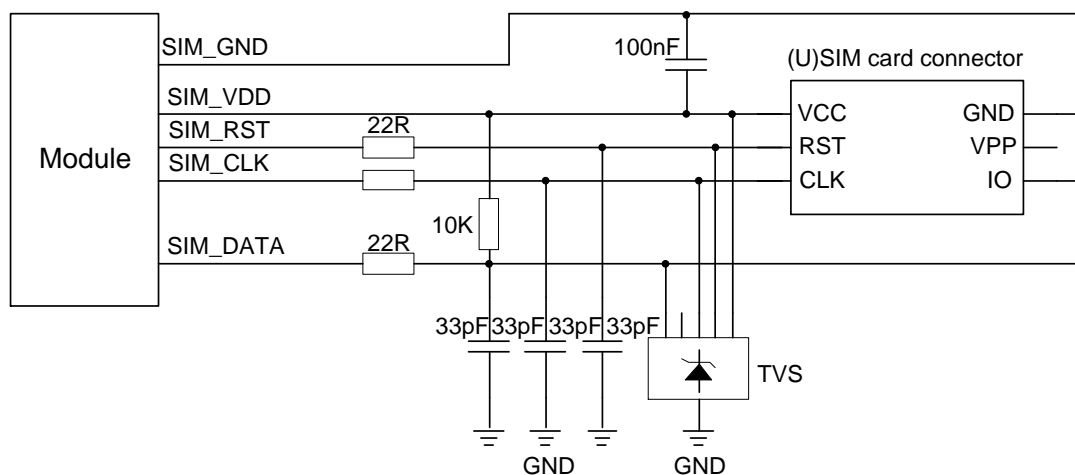 SIM_GND
100nF
(U)SIM card connector
SIM_VDD
VCC
GND
22R
SIM_RST
RST
VPP
Module
SIM_CLK
CLK
IO
10K
22R
SIM_DATA
33pF 33pF 33pF 33pF
TVS
GND
GND